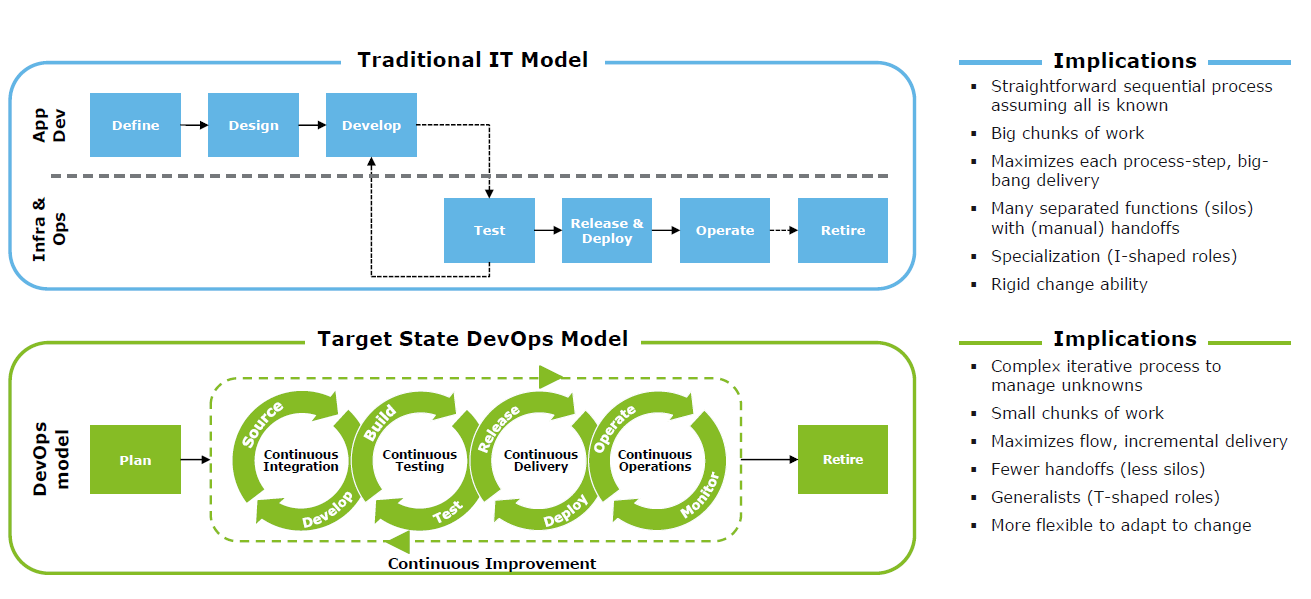 Traditional IT Model
App
Dev
Define
Design
Develop
Infra &
Ops
Test
Release &
Deploy
Operate
Retire
Implications
▪ Straightforward sequential process
assuming all is known
▪ Big chunks of work
▪ Maximizes each process-step, big-
bang delivery
▪ Many separated functions (silos)
with (manual) handoffs
▪ Specialization (I-shaped roles)
▪ Rigid change ability
Target State DevOps Model
DevOps
model
Plan
Source
Continuous
Integration
Develop
Build
Continuous
Testing
Test
Release
Continuous
Delivery
Deploy
Operate
Continuous
Operations
Monitor
Retire
Continuous Improvement
Implications
▪ Complex iterative process to
manage unknowns
▪ Small chunks of work
▪ Maximizes flow, incremental delivery
▪ Fewer handoffs (less silos)
▪ Generalists (T-shaped roles)
▪ More flexible to adapt to change